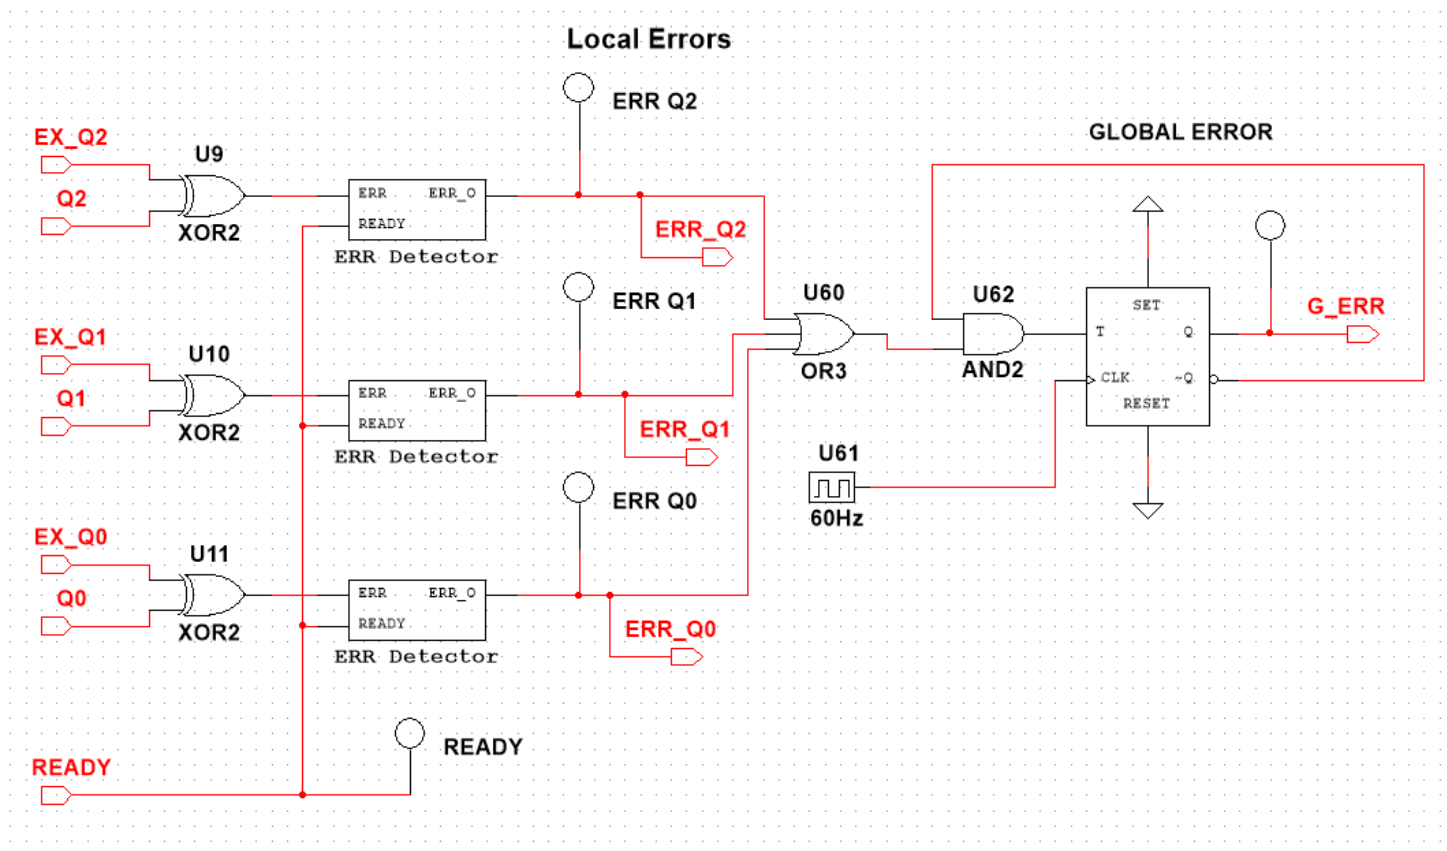 Local Errors
ERR Q2
GLOBAL ERROR
EX_Q2
U9
Q2
XOR2
ERR ERR_O
READY
ERR Detector
ERR_Q2
ERR Q1
U60
OR3
U62
AND2
SET
T Q
CLK ~Q
RESET
G_ERR
EX_Q1
U10
Q1
XOR2
ERR ERR_O
READY
ERR Detector
ERR_Q1
U61
60Hz
ERR Q0
EX_Q0
U11
Q0
XOR2
ERR ERR_O
READY
ERR Detector
ERR_Q0
READY
READY